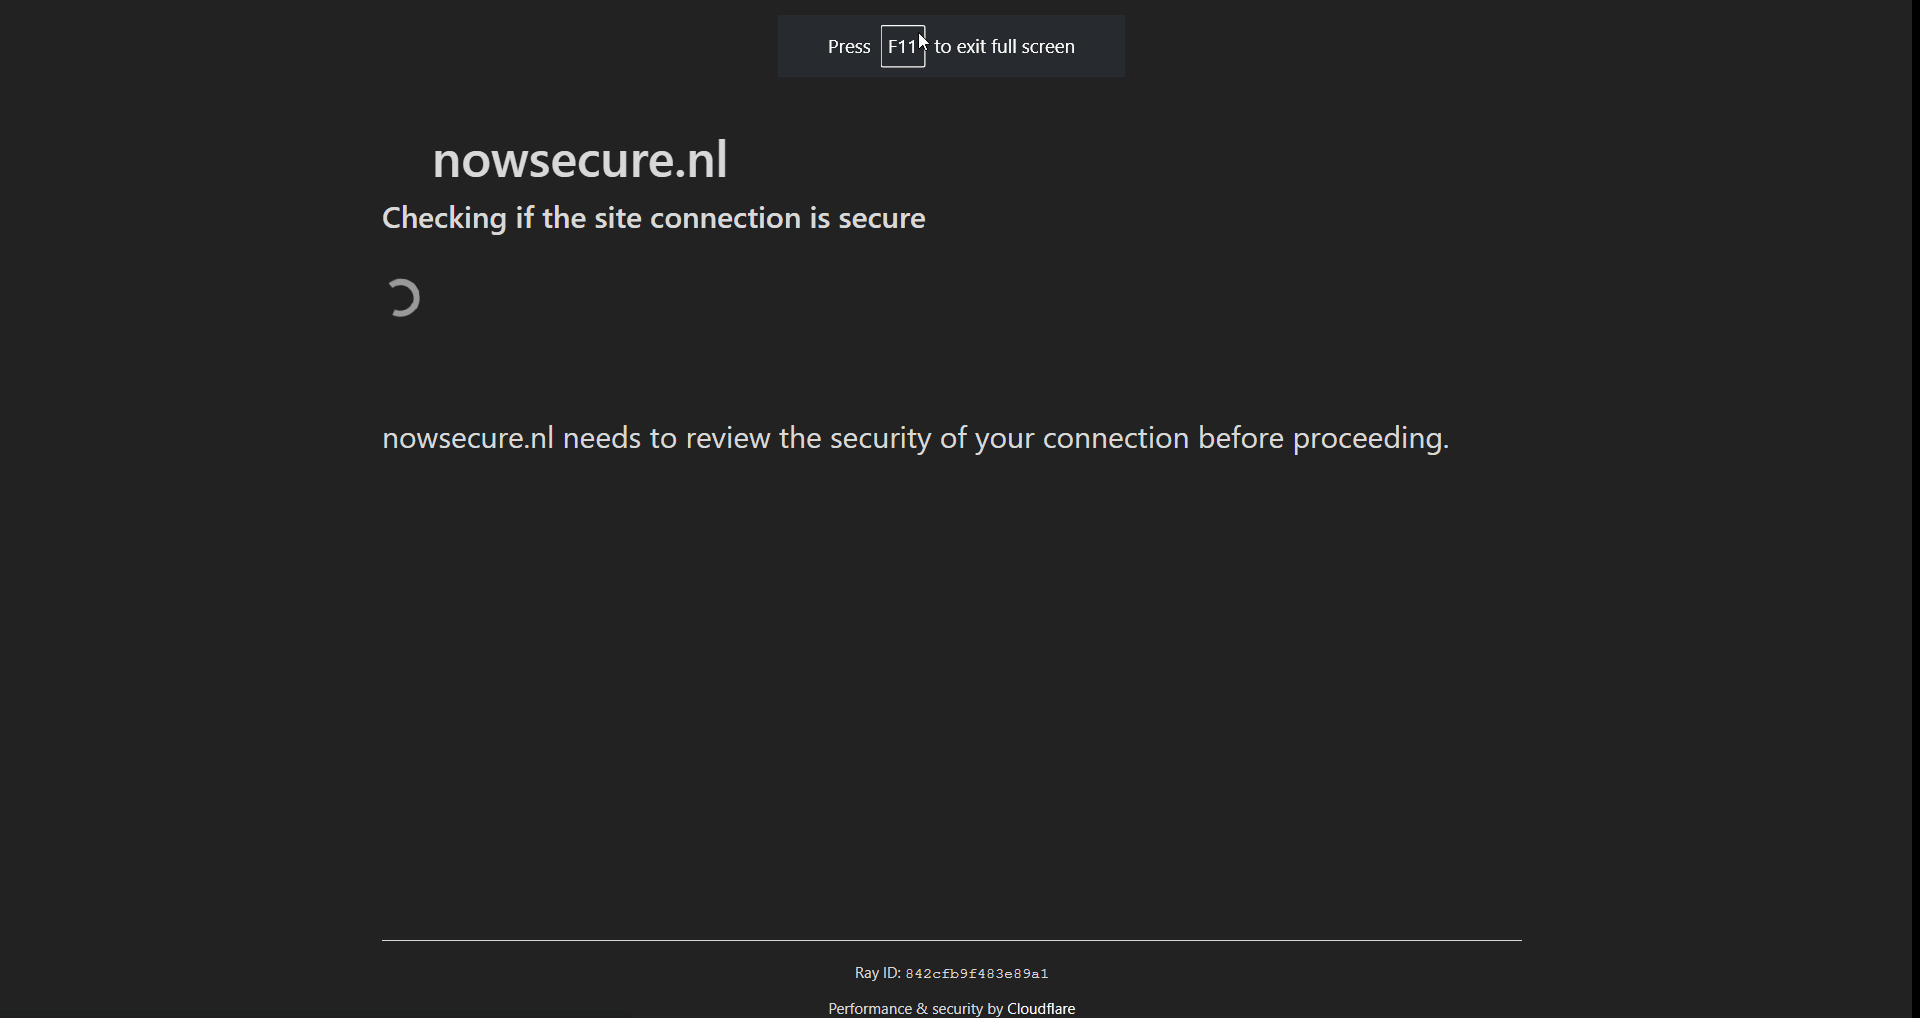 Press F11 to exit full screen
nowsecure.nl
Checking if the site connection is secure
nowsecure.nl needs to review the security of your connection before proceeding.
Ray ID: 842cfb9f483e89a1
Performance & security by Cloudflare